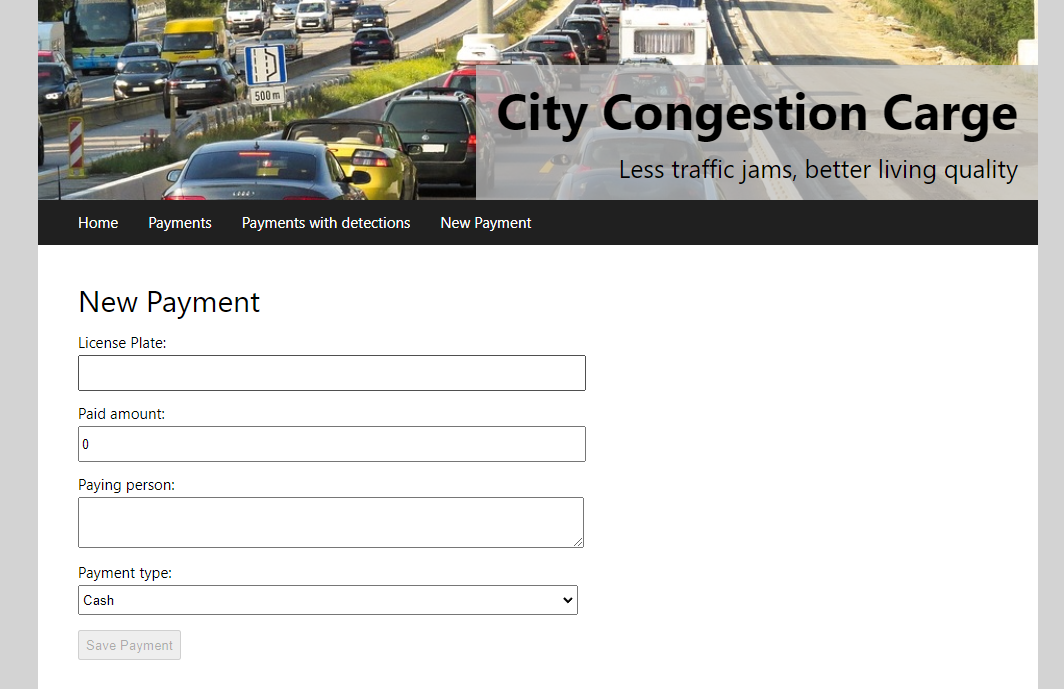 500 m
City Congestion Carge
Less traffic jams, better living quality
Home Payments Payments with detections New Payment
New Payment
License Plate:
Paid amount:
0
Paying person:
Payment type:
Cash
Save Payment